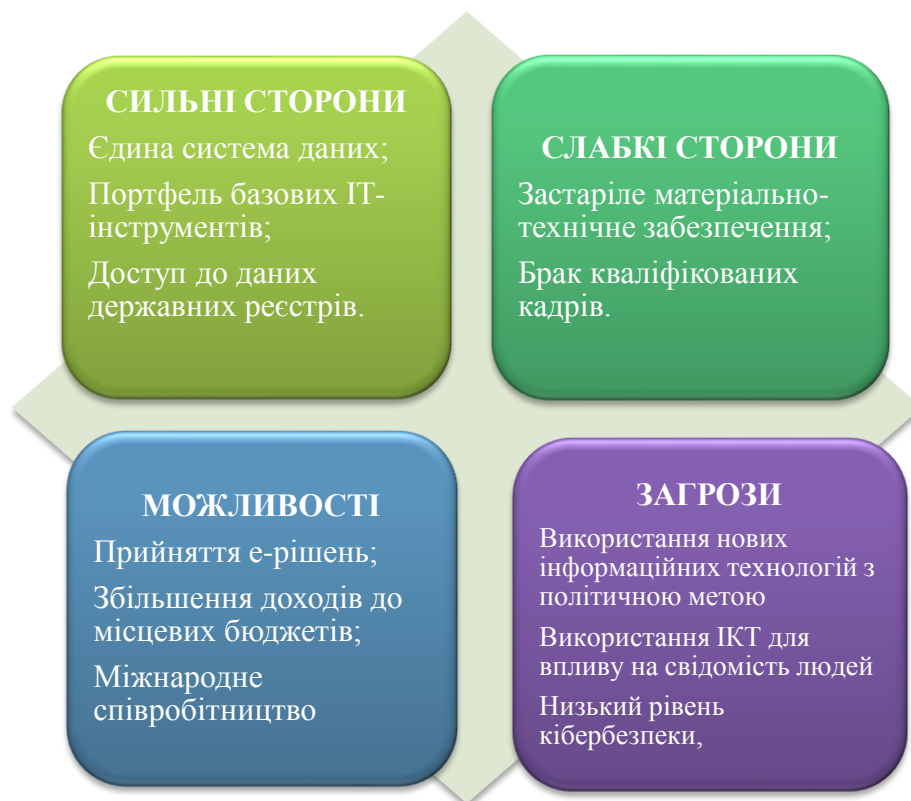 СИЛЬНІ СТОРОНИ
Єдина система даних;
Портфель базових ІТ-
інструментів;
Доступ до даних
державних реєстрів.
СЛАБКІ СТОРОНИ
Застаріле матеріально-
технічне забезпечення;
Брак кваліфікованих
кадрів.
МОЖЛИВОСТІ
Прийняття е-рішень;
Збільшення доходів до
місцевих бюджетів;
Міжнародне
співробітництво
ЗАГРОЗИ
Використання нових
інформаційних технологій з
політичною метою
Використання ІКТ для
впливу на свідомість людей
Низький рівень
кібербезпеки,